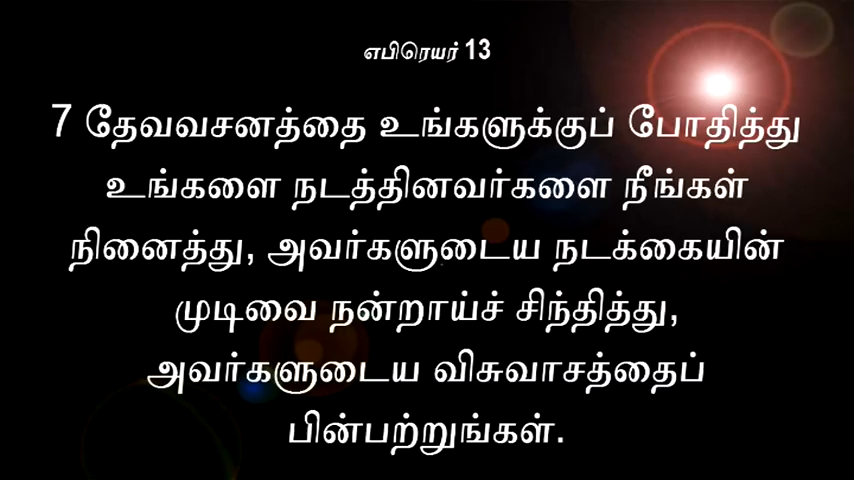 எபிரெயர் 13
7 தேவவசனத்தை உங்களுக்குப் போதித்து
உங்களை நடத்தினவர்களை நீங்கள்
நினைத்து, அவர்களுடைய நடக்கையின்
முடிவை நன்றாய்ச் சிந்தித்து,
அவர்களுடைய விசுவாசத்தைப்
பின்பற்றுங்கள்.